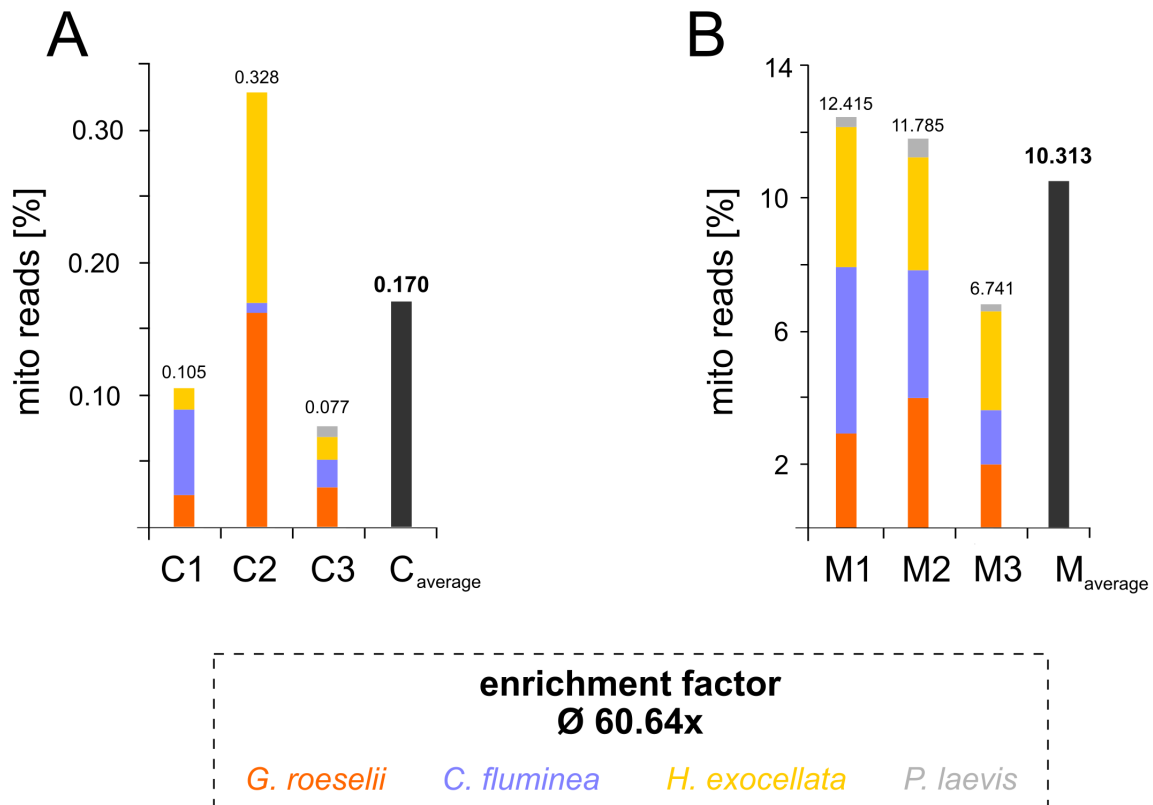 A
mito reads [%]
0.30
0.20
0.10
0.105
0.328
0.077
0.170
C1 C2 C3 Caverage
B
mito reads [%]
14
10
6
2
12.415
11.785
6.741
10.313
M1 M2 M3 Maverage
enrichment factor
Ø 60.64x
G. roeselii C. fluminea H. exocellata P. laevis